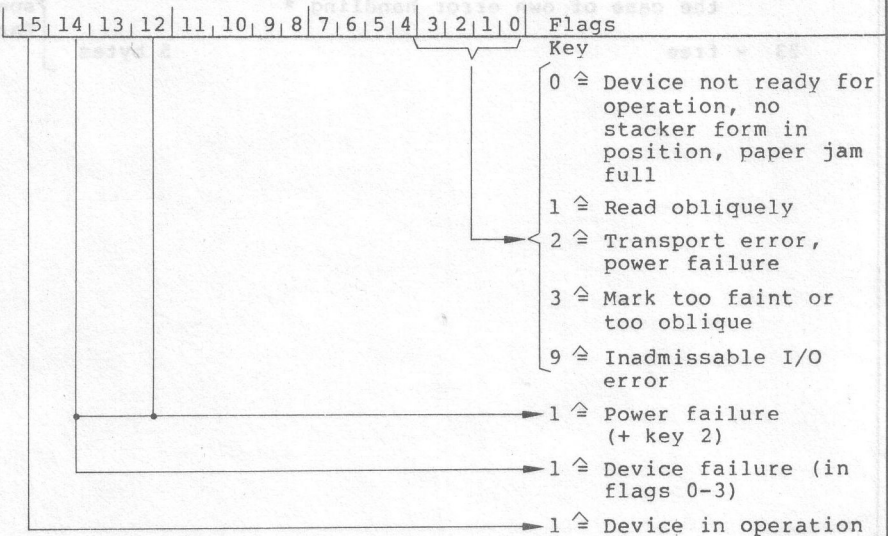 15 14 13 12 11 10 9 8 7 6 5 4 3 2 1 0 Flags
Key
0 ≙ Device not ready for
operation, no
stacker form in
position, paper jam
full
1 ≙ Read obliquely
2 ≙ Transport error,
power failure
3 ≙ Mark too faint or
too oblique
9 ≙ Inadmissable I/O
error
1 ≙ Power failure
(+ key 2)
1 ≙ Device failure (in
flags 0-3)
1 ≙ Device in operation